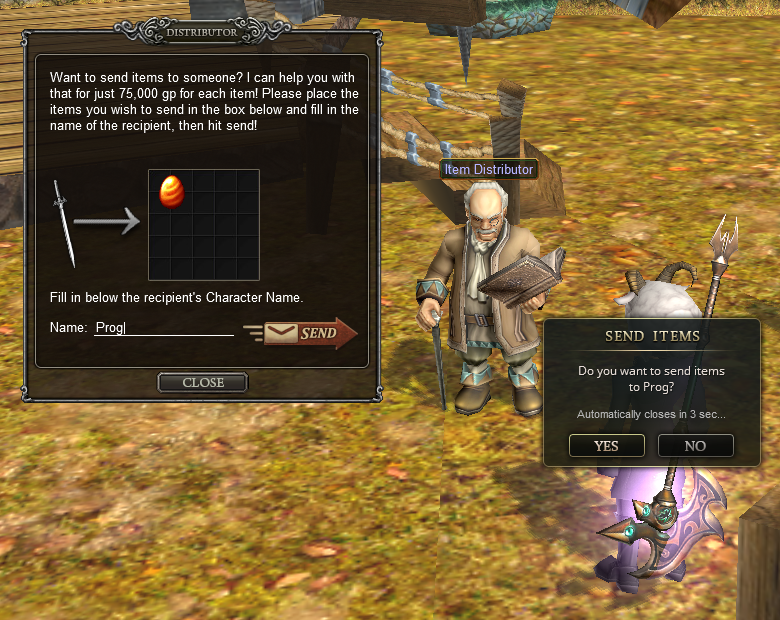 DISTRIBUTOR
Want to send items to someone? I can help you with
that for just 75,000 gp for each item! Please place the
items you wish to send in the box below and fill in the
name of the recipient, then hit send!
Fill in below the recipient's Character Name.
Name: Prog
SEND
CLOSE
Item Distributor
SEND ITEMS
Do you want to send items
to Prog?
Automatically closes in 3 sec...
YES NO